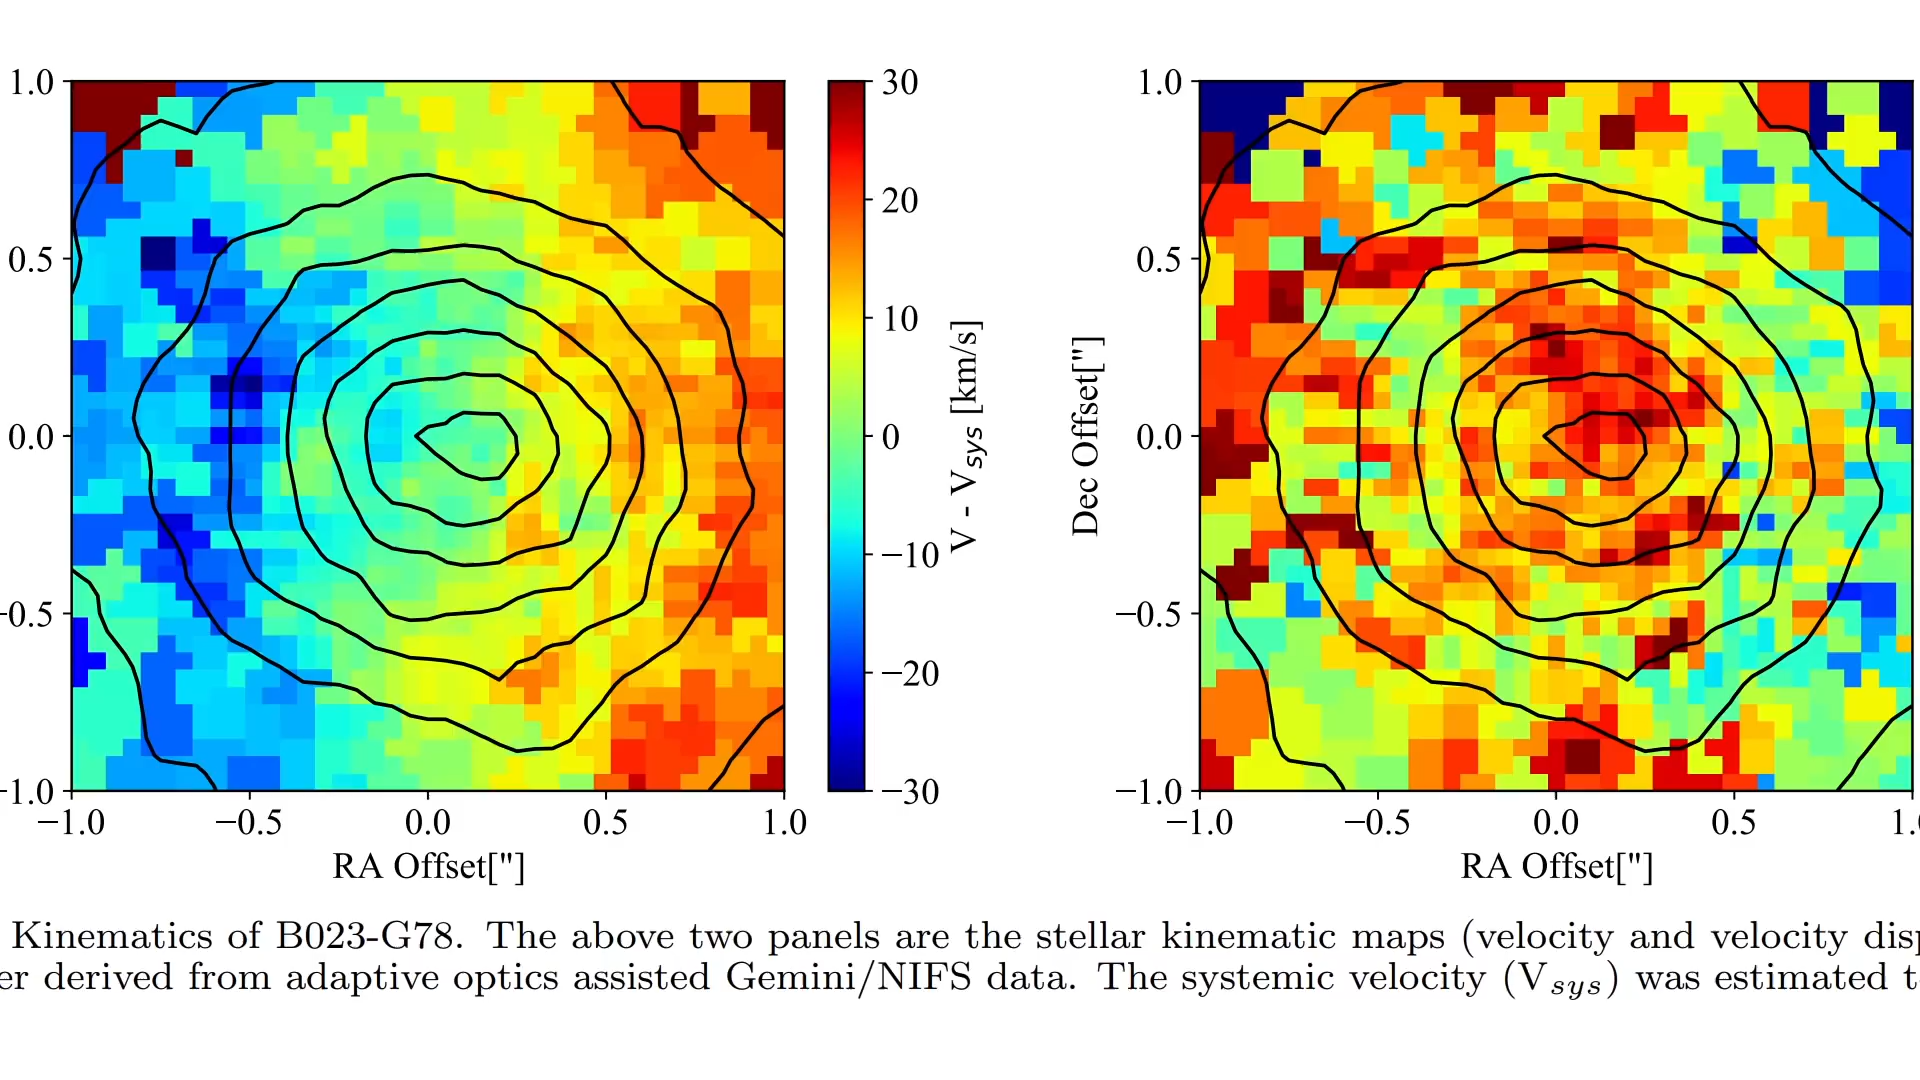 1.0
0.5
0.0
−0.5
−1.0
−1.0 −0.5 0.0 0.5 1.0
RA Offset["]
30
20
10
0
−10
−20
−30
V - Vsys [km/s]
Dec Offset["]
1.0
0.5
0.0
−0.5
−1.0
−1.0 −0.5 0.0 0.5
RA Offset["]
Kinematics of B023-G78. The above two panels are the stellar kinematic maps (velocity and velocity
derived from adaptive optics assisted Gemini/NIFS data. The systemic velocity (Vsys) was estimated